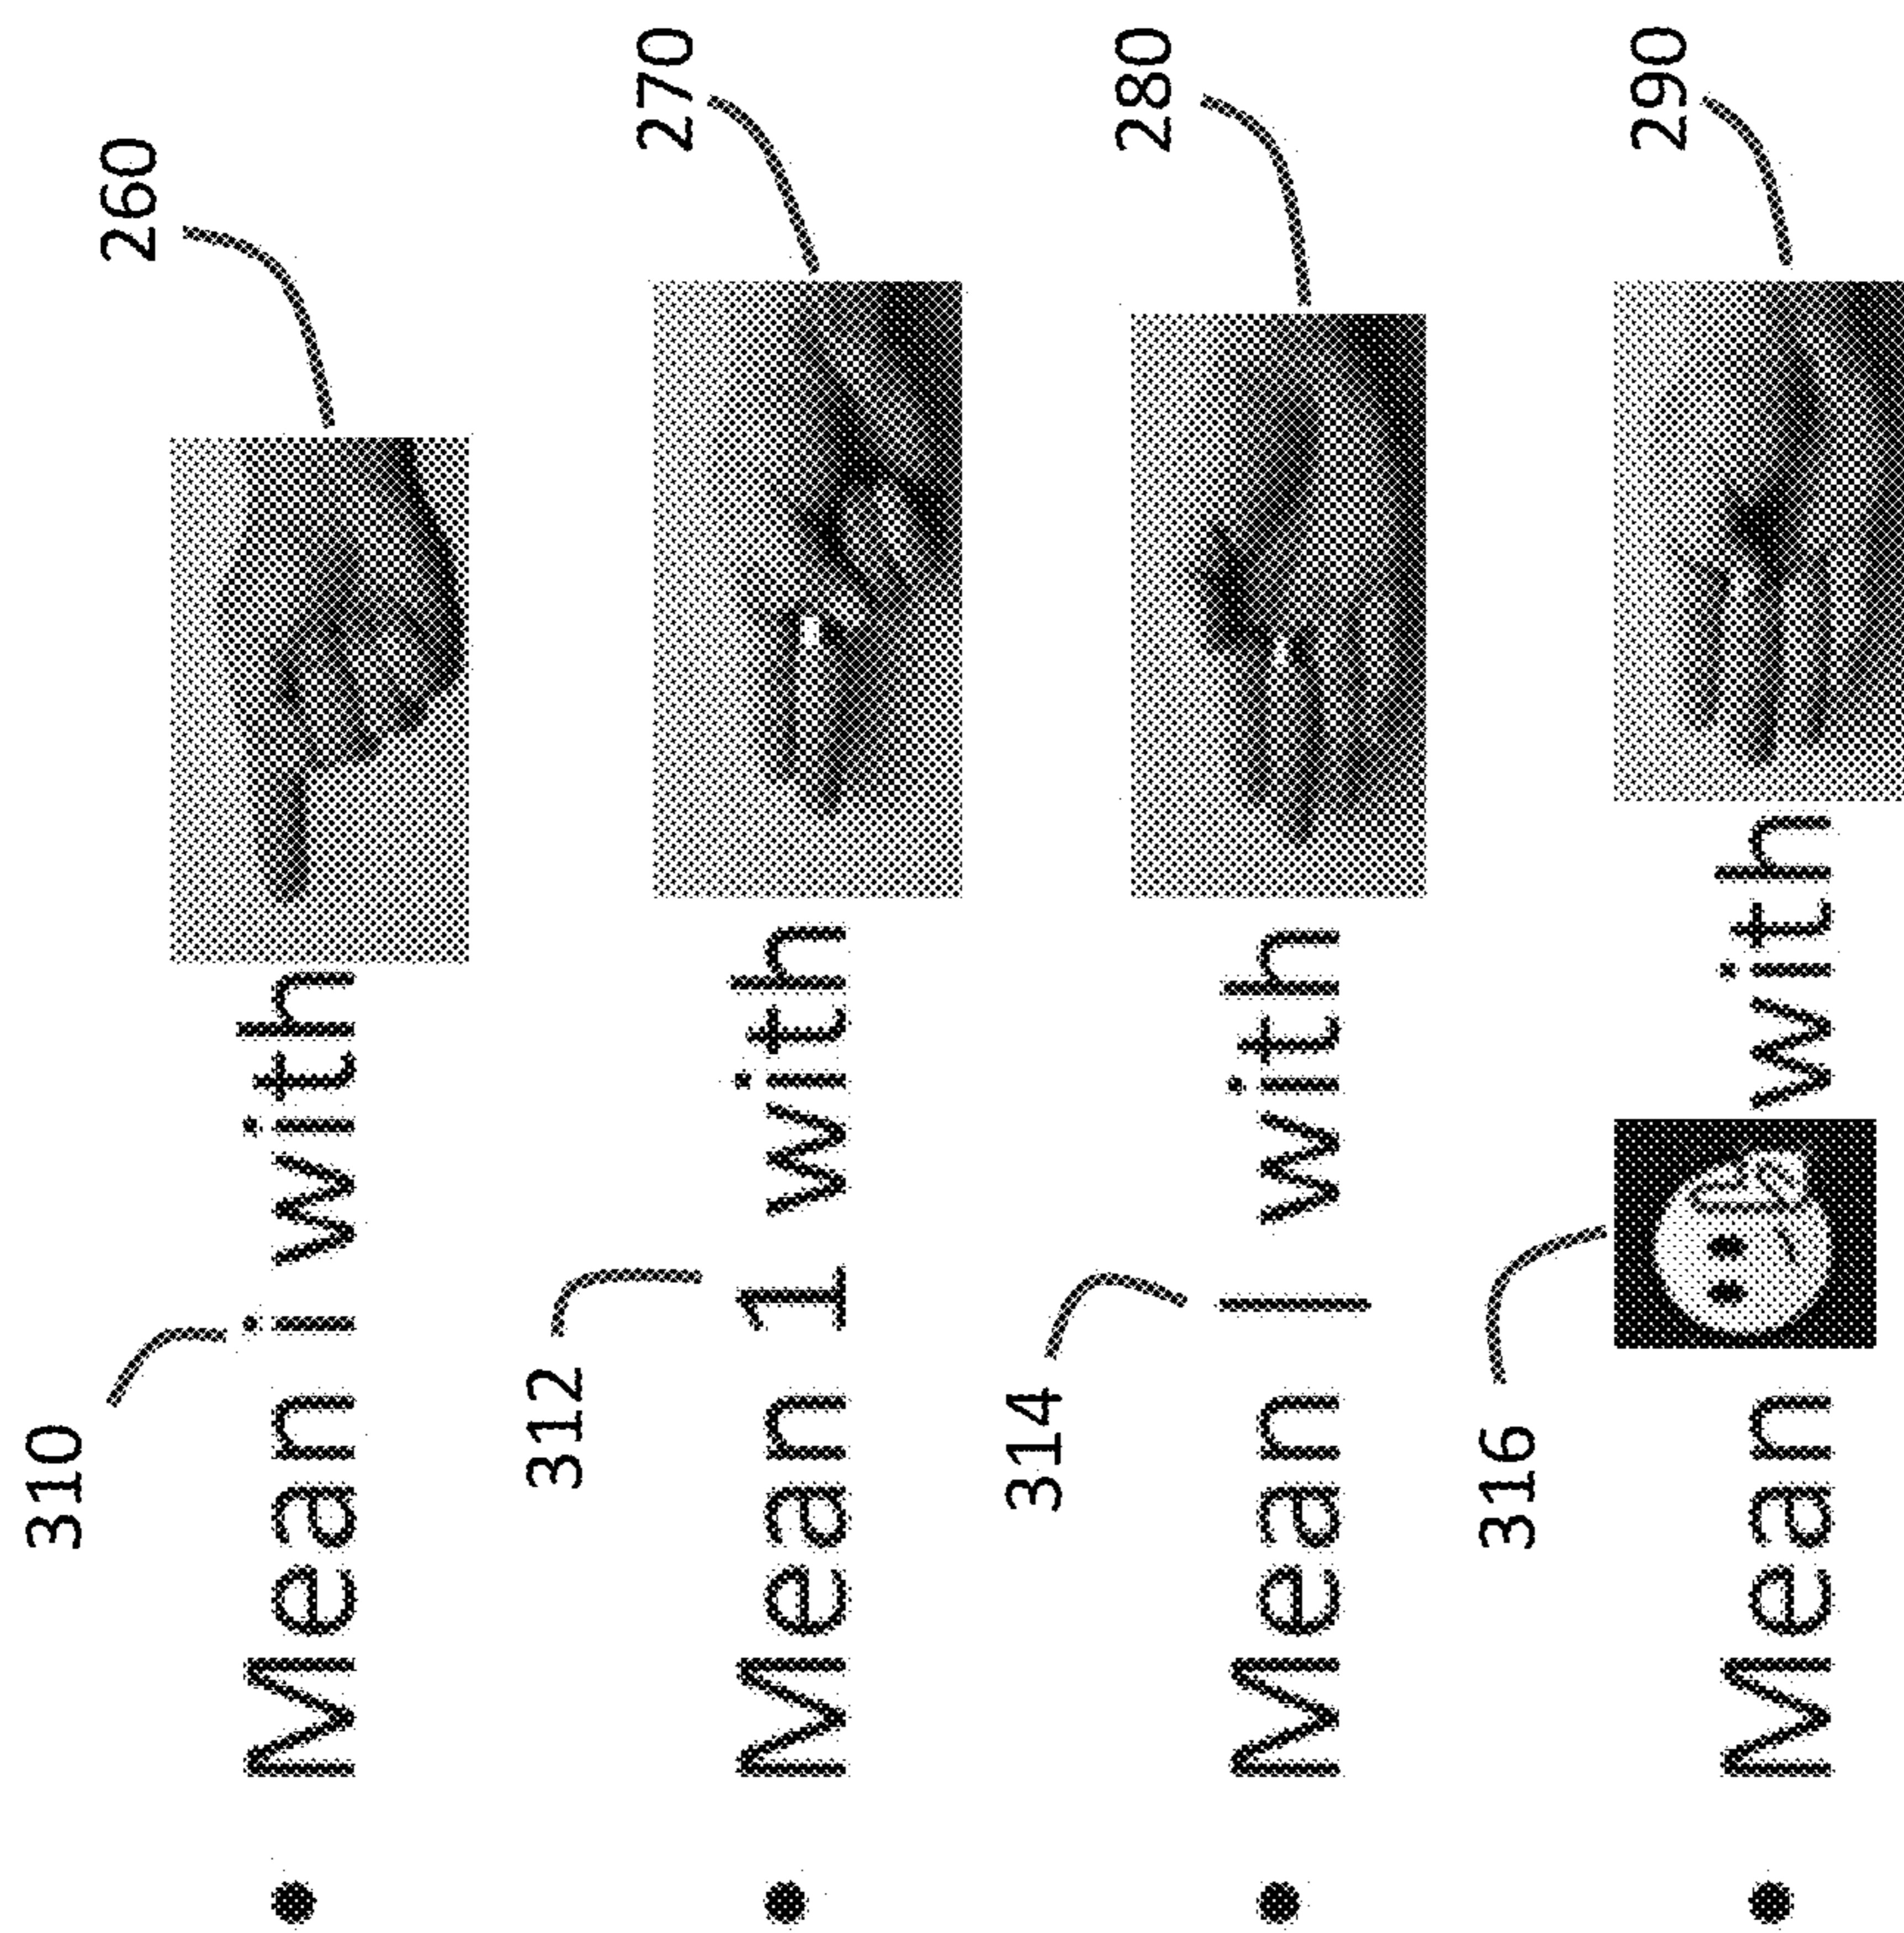 310
260
• Mean i with
312
270
• Mean 1 with
314
280
• Mean | with
316
290
• Mean with